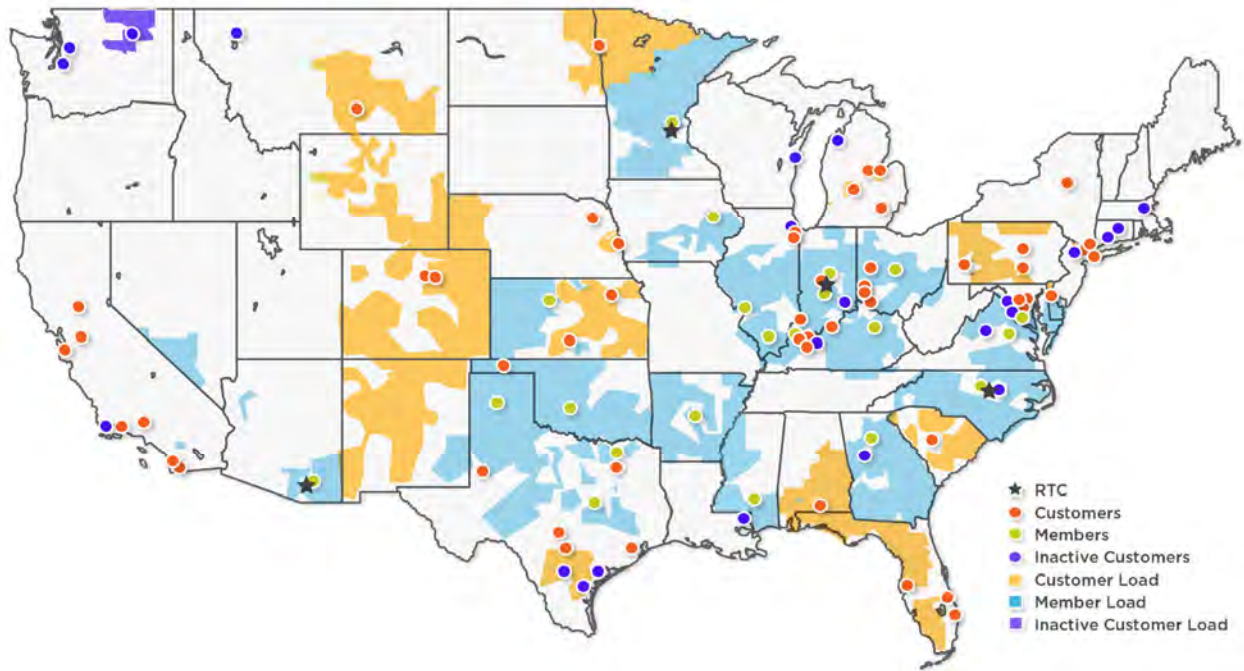 RTC
Customers
Members
Inactive Customers
Customer Load
Member Load
Inactive Customer Load